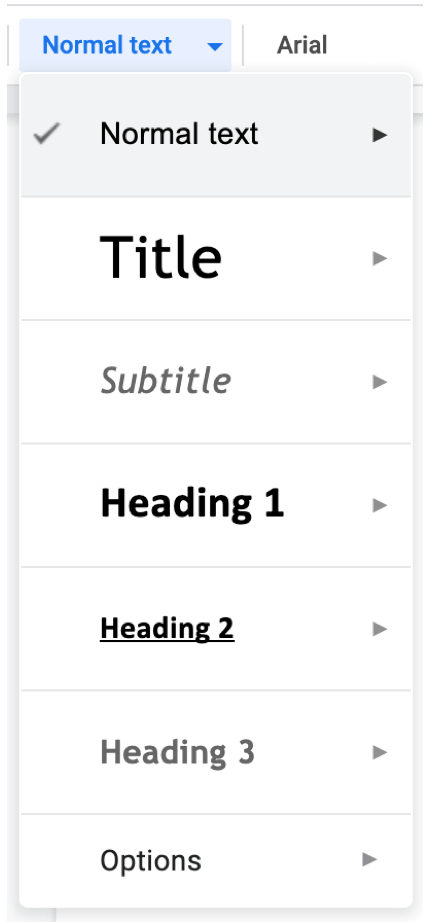 Normal text Arial
Normal text
Title
Subtitle
Heading 1
Heading 2
Heading 3
Options